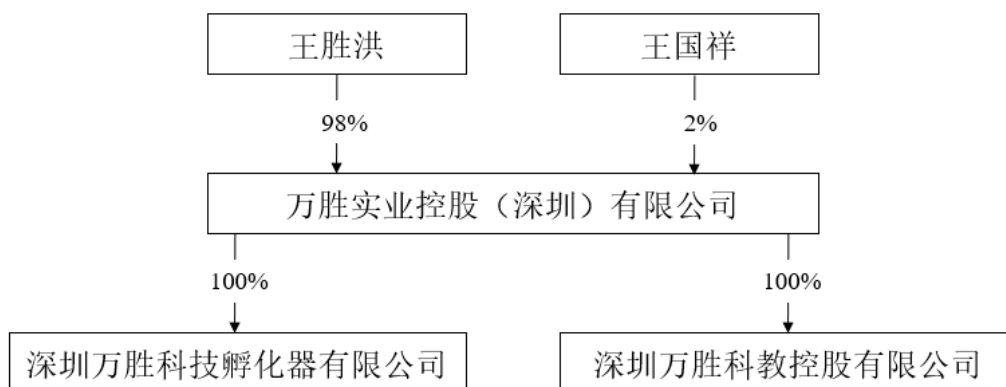 王胜洪
王国祥
98%
2%
万胜实业控股（深圳）有限公司
100%
100%
深圳万胜科技孵化器有限公司
深圳万胜科教控股有限公司